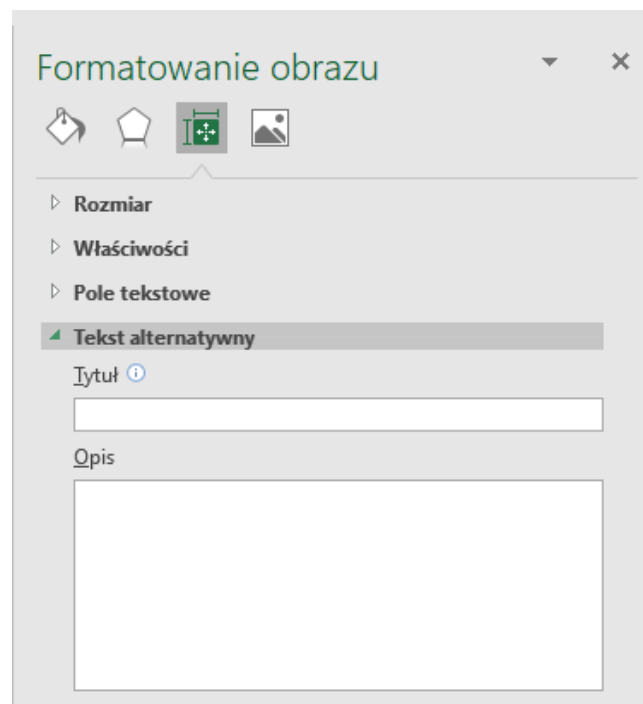 Formatowanie obrazu
Rozmiar
Właściwości
Pole tekstowe
Tekst alternatywny
Tytuł
Opis